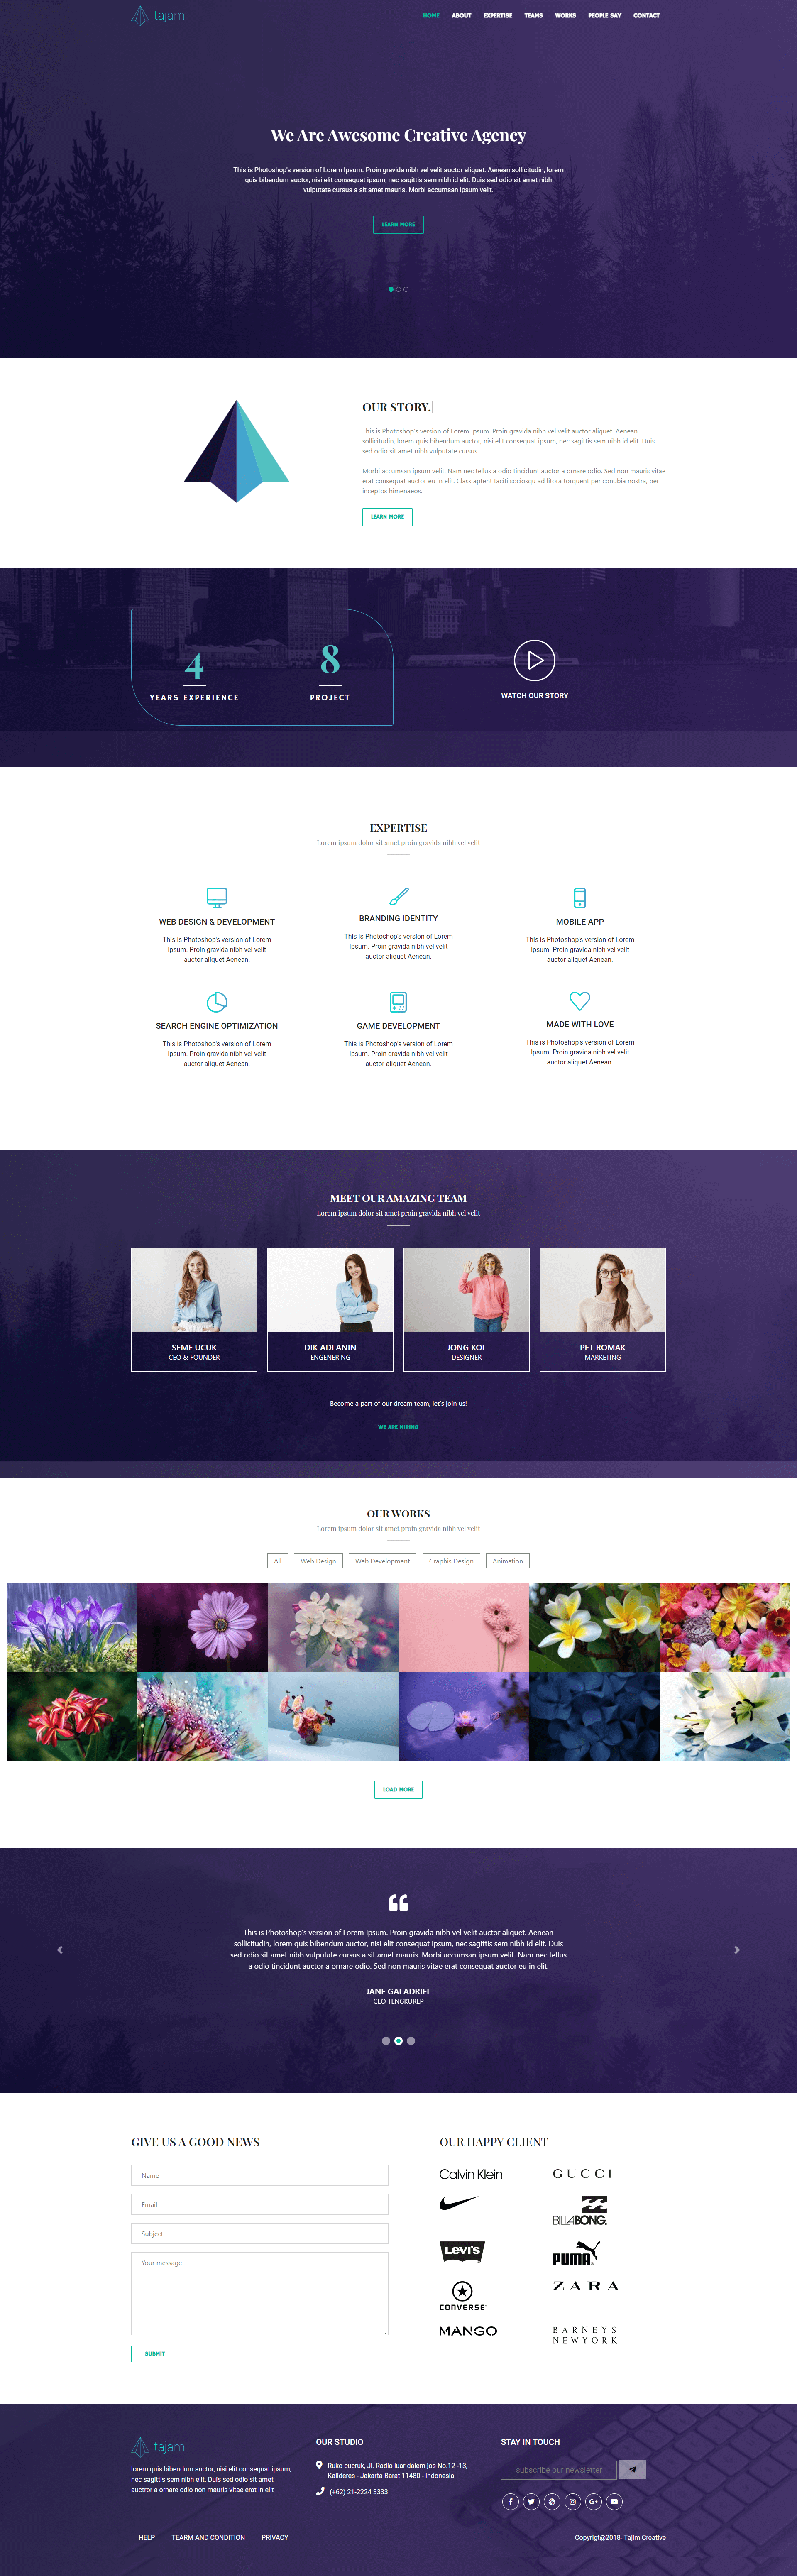 tajam
HOME ABOUT EXPERTISE TEAMS WORKS PEOPLE SAY CONTACT
We Are Awesome Creative Agency
This is Photoshop's version of Lorem Ipsum. Proin gravida nibh vel velit auctor aliquet. Aenean sollicitudin, lorem
quis bibendum auctor, nisi elit consequat ipsum, nec sagittis sem nibh id elit. Duis sed odio sit amet nibh
vulputate cursus a sit amet mauris. Morbi accumsan ipsum velit.
LEARN MORE
OUR STORY.
This is Photoshop's version of Lorem Ipsum. Proin gravida nibh vel velit auctor aliquet. Aenean
sollicitudin, lorem quis bibendum auctor, nisi elit consequat ipsum, nec sagittis sem nibh id elit. Duis
sed odio sit amet nibh vulputate cursus
Morbi accumsan ipsum velit. Nam nec tellus a odio tincidunt auctor a ornare odio. Sed non mauris vitae
erat consequat auctor eu in elit. Class aptent taciti sociosqu ad litora torquent per conubia nostra, per
inceptos himenaeos.
LEARN MORE
4 8
YEARS EXPERIENCE PROJECT
WATCH OUR STORY
EXPERTISE
Lorem ipsum dolor sit amet proin gravida nibh vel velit
WEB DESIGN & DEVELOPMENT
This is Photoshop's version of Lorem
Ipsum. Proin gravida nibh vel velit
auctor aliquet Aenean.
BRANDING IDENTITY
This is Photoshop's version of Lorem
Ipsum. Proin gravida nibh vel velit
auctor aliquet Aenean.
MOBILE APP
This is Photoshop's version of Lorem
Ipsum. Proin gravida nibh vel velit
auctor aliquet Aenean.
SEARCH ENGINE OPTIMIZATION
This is Photoshop's version of Lorem
Ipsum. Proin gravida nibh vel velit
auctor aliquet Aenean.
GAME DEVELOPMENT
This is Photoshop's version of Lorem
Ipsum. Proin gravida nibh vel velit
auctor aliquet Aenean.
MADE WITH LOVE
This is Photoshop's version of Lorem
Ipsum. Proin gravida nibh vel velit
auctor aliquet Aenean.
MEET OUR AMAZING TEAM
Lorem ipsum dolor sit amet proin gravida nibh vel velit
SEMF UCUK
CEO & FOUNDER
DIK ADLANIN
ENGENERING
JONG KOL
DESIGNER
PET ROMAK
MARKETING
Become a part of our dream team, let's join us!
WE ARE HIRING
OUR WORKS
Lorem ipsum dolor sit amet proin gravida nibh vel velit
All Web Design Web Development Graphis Design Animation
LOAD MORE
This is Photoshop's version of Lorem Ipsum. Proin gravida nibh vel velit auctor aliquet. Aenean
sollicitudin, lorem quis bibendum auctor, nisi elit consequat ipsum, nec sagittis sem nibh id elit. Duis
sed odio sit amet nibh vulputate cursus a sit amet mauris. Morbi accumsan ipsum velit. Nam nec tellus
a odio tincidunt auctor a ornare odio. Sed non mauris vitae erat consequat auctor eu in elit.
JANE GALADRIEL
CEO TENGKUREP
GIVE US A GOOD NEWS
Name
Email
Subject
Your message
SUBMIT
OUR HAPPY CLIENT
Calvin Klein
GUCCI
BILLABONG.
LEVI'S
PUMA
CONVERSE
ZARA
MANGO
BARNEYS
NEWYORK
tajam
lorem quis bibendum auctor, nisi elit consequat ipsum,
nec sagittis sem nibh elit. Duis sed odio sit amet
auctror a ornare odio non mauris vitae erat in elit
OUR STUDIO
Ruko cucruk, Jl. Radio luar dalem jos No.12 -13,
Kalideres - Jakarta Barat 11480 - Indonesia
(+62) 21-2224 3333
STAY IN TOUCH
subscribe our newsletter
HELP TEARM AND CONDITION PRIVACY
Copyrigt@2018- Tajim Creative